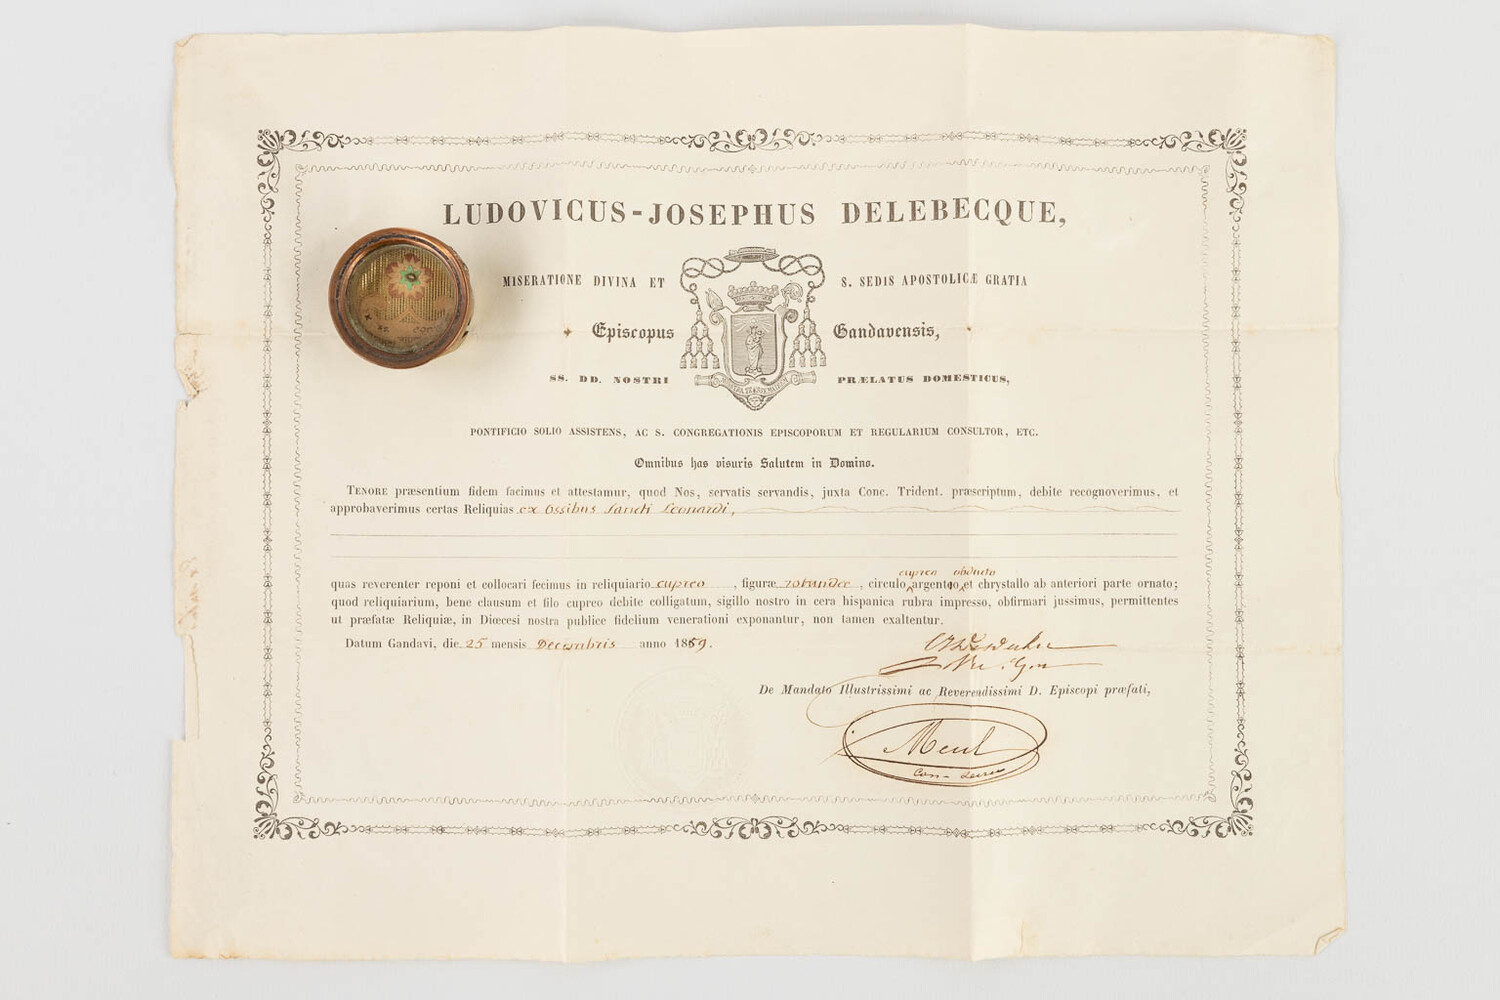 LUDOVICUS-JOSEPHUS DELEBECQUE,
MISERATIONE DIVINA ET S. SEDIS APOSTOLICÆ GRATIA
Episcopus Gandavensis,
SS. DD. NOSTRI PRÆLATUS DOMESTICUS,
PONTIFICIO SOLIO ASSISTENS, AC S. CONGREGATIONIS EPISCOPORUM ET REGULARIUM CONSULTOR, ETC.
Omnibus has visuris Salutem in Domino.
TENORE præsentium fidem facimus et attestamur, quod Nos, servatis servandis, juxta Conc. Trident. præscriptum, debite recognoverimus, et
approbaverimus certas Reliquias ex Ossibus Sancti Leonardi,
cupreo obducto
quas reverenter reponi et collocari fecimus in reliquiario cupreo, figuræ rotundæ, circulo argenteo et chrystallo ab anteriori parte ornato;
quod reliquiarium, bene clausum et filo cupreo debite colligatum, sigillo nostro in cera hispanica rubra impresso, obfirmari jussimus, permittentes
ut præfatæ Reliquiæ, in Diœcesi nostra publice fidelium venerationi exponantur, non tamen exaltentur.
Datum Gandavi, die 25 mensis Decembris anno 1859.
De Mandato Illustrissimi ac Reverendissimi D. Episcopi præfati,